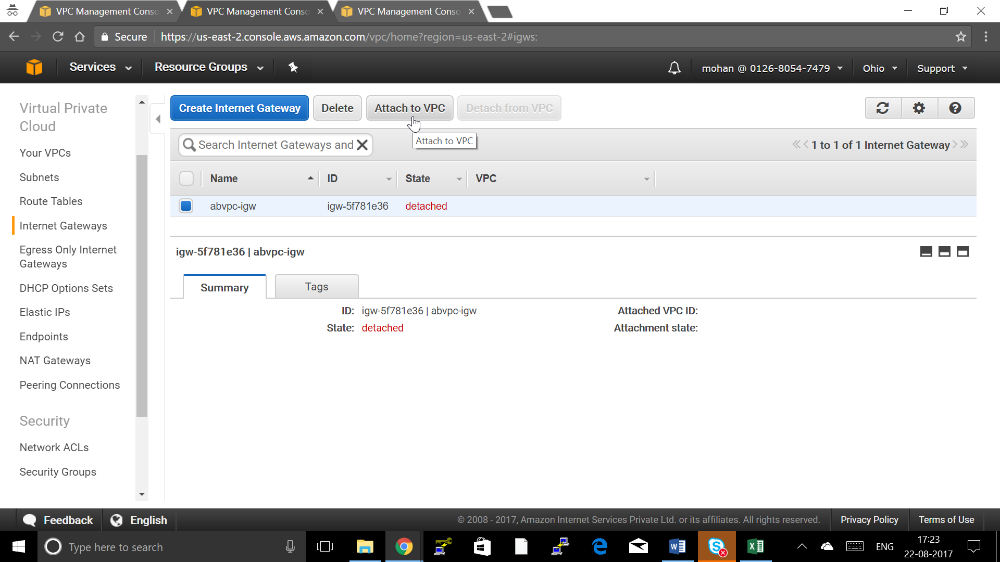 VPC Management Conso
VPC Management Conso
VPC Management Conso
Secure
https://us-east-2.console.aws.amazon.com/vpc/home?region=us-east-2#igws:
Services
Resource Groups
mohan @ 0126-8054-7479
Ohio
Support
Virtual Private
Cloud
Your VPCs
Subnets
Route Tables
Internet Gateways
Egress Only Internet
Gateways
DHCP Options Sets
Elastic IPs
Endpoints
NAT Gateways
Peering Connections
Security
Network ACLs
Security Groups
Create Internet Gateway
Delete
Attach to VPC
Detach from VPC
Search Internet Gateways and
Attach to VPC
1 to 1 of 1 Internet Gateway
Name
ID
State
VPC
abvpc-igw
igw-5f781e36
detached
igw-5f781e36 | abvpc-igw
Summary
Tags
ID: igw-5f781e36 | abvpc-igw
State: detached
Attached VPC ID:
Attachment state:
Feedback
English
© 2008 - 2017, Amazon Internet Services Private Ltd. or its affiliates. All rights reserved.
Privacy Policy
Terms of Use
Type here to search
ENG
17:23
22-08-2017